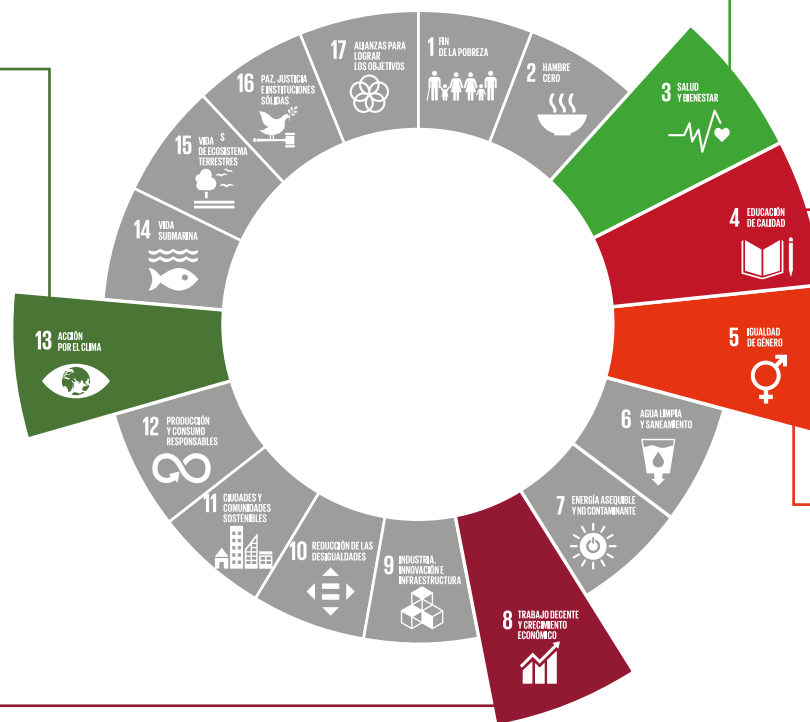 1 FIN
DE LA POBREZA
2 HAMBRE
CERO
3 SALUD
Y BIENESTAR
4 EDUCACIÓN
DE CALIDAD
5 IGUALDAD
DE GÉNERO
6 AGUA LIMPIA
Y SANEAMIENTO
7 ENERGÍA ASEQUIBLE
Y NO CONTAMINANTE
8 TRABAJO DECENTE
Y CRECIMIENTO
ECONÓMICO
9 INDUSTRIA,
INNOVACIÓN E
INFRAESTRUCTURA
10 REDUCCIÓN DE LAS
DESIGUALDADES
11 CIUDADES Y
COMUNIDADES
SOSTENIBLES
12 PRODUCCIÓN
Y CONSUMO
RESPONSABLES
13 ACCIÓN
POR EL CLIMA
14 VIDA
SUBMARINA
15 VIDA S
DE ECOSISTEMA
TERRESTRES
16 PAZ, JUSTICIA
E INSTITUCIONES
SÓLIDAS
17 ALIANZAS PARA
LOGRAR
LOS OBJETIVOS